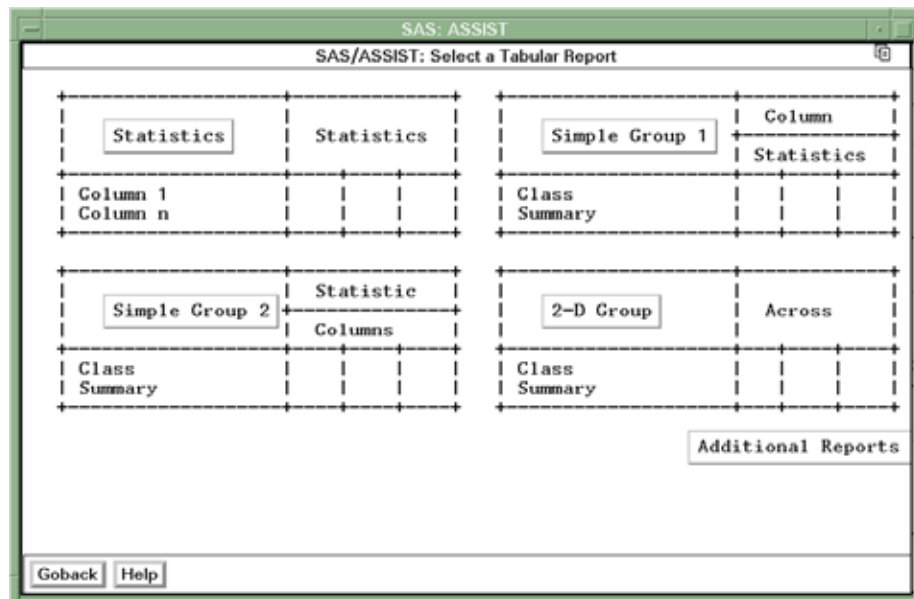 SAS: ASSIST
SAS/ASSIST: Select a Tabular Report
Statistics Statistics
Column 1
Column n
Simple Group 1 Column
Statistics
Class
Summary
Simple Group 2 Statistic
Columns
Class
Summary
2-D Group Across
Class
Summary
Additional Reports
Goback Help